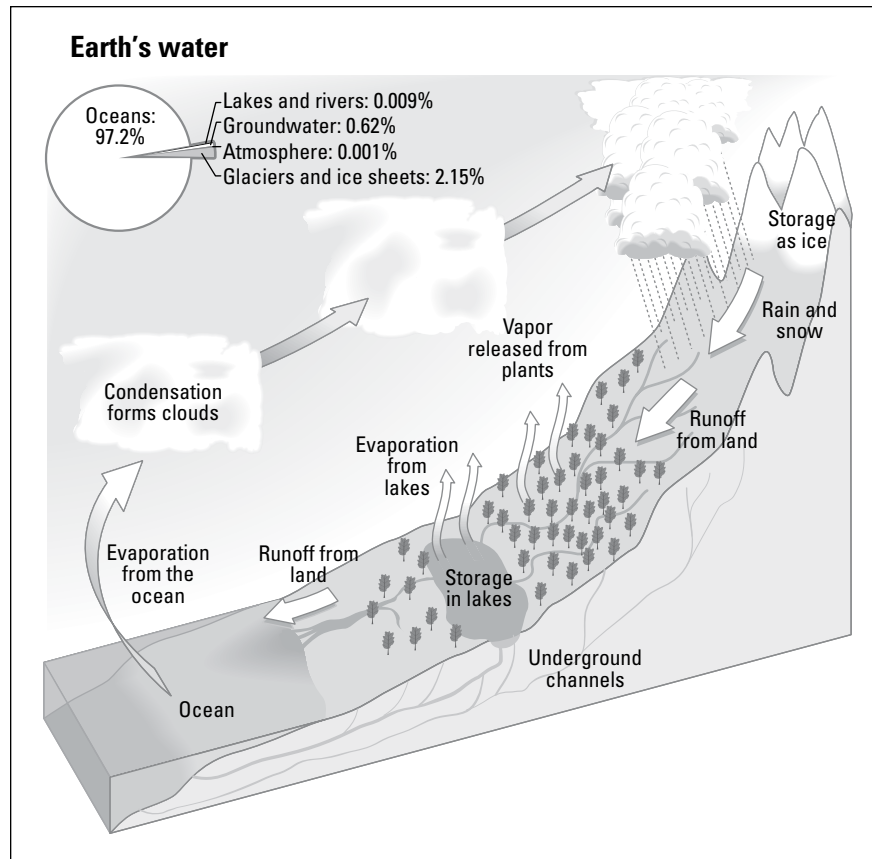 Earth's water
Oceans:
97.2%
Lakes and rivers: 0.009%
Groundwater: 0.62%
Atmosphere: 0.001%
Glaciers and ice sheets: 2.15%
Storage
as ice
Rain and
snow
Vapor
released from
plants
Condensation
forms clouds
Runoff
from land
Evaporation
from
lakes
Evaporation
from the
ocean
Runoff from
land
Storage
in lakes
Underground
channels
Ocean